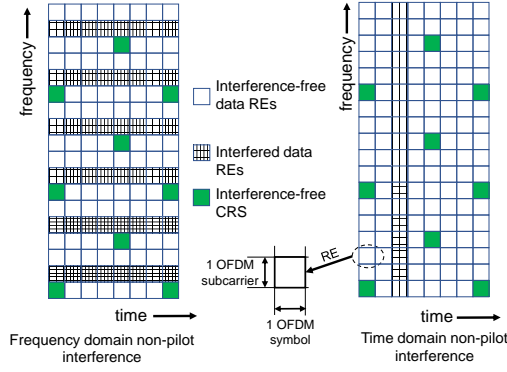 frequency
Interference-free
data REs
Interfered data
REs
Interference-free
CRS
1 OFDM
subcarrier
RE
1 OFDM
symbol
time
Frequency domain non-pilot
interference
frequency
time
Time domain non-pilot
interference